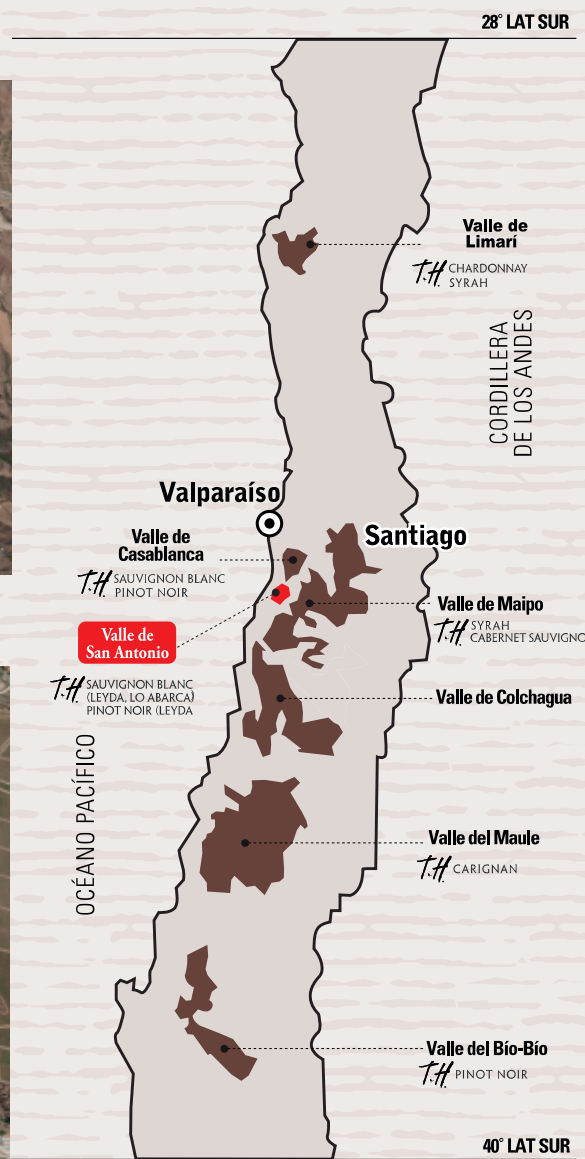 28° LAT SUR
Valle de
Limarí
T.H. CHARDONNAY
SYRAH
CORDILLERA
DE LOS ANDES
Valparaíso
Santiago
Valle de
Casablanca
T.H. SAUVIGNON BLANC
PINOT NOIR
Valle de Maipo
T.H. SYRAH
CABERNET SAUVIGNO
Valle de
San Antonio
T.H. SAUVIGNON BLANC
(LEYDA, LO ABARCA)
PINOT NOIR (LEYDA
Valle de Colchagua
OCÉANO PACÍFICO
Valle del Maule
T.H. CARIGNAN
Valle del Bío-Bío
T.H. PINOT NOIR
40° LAT SUR